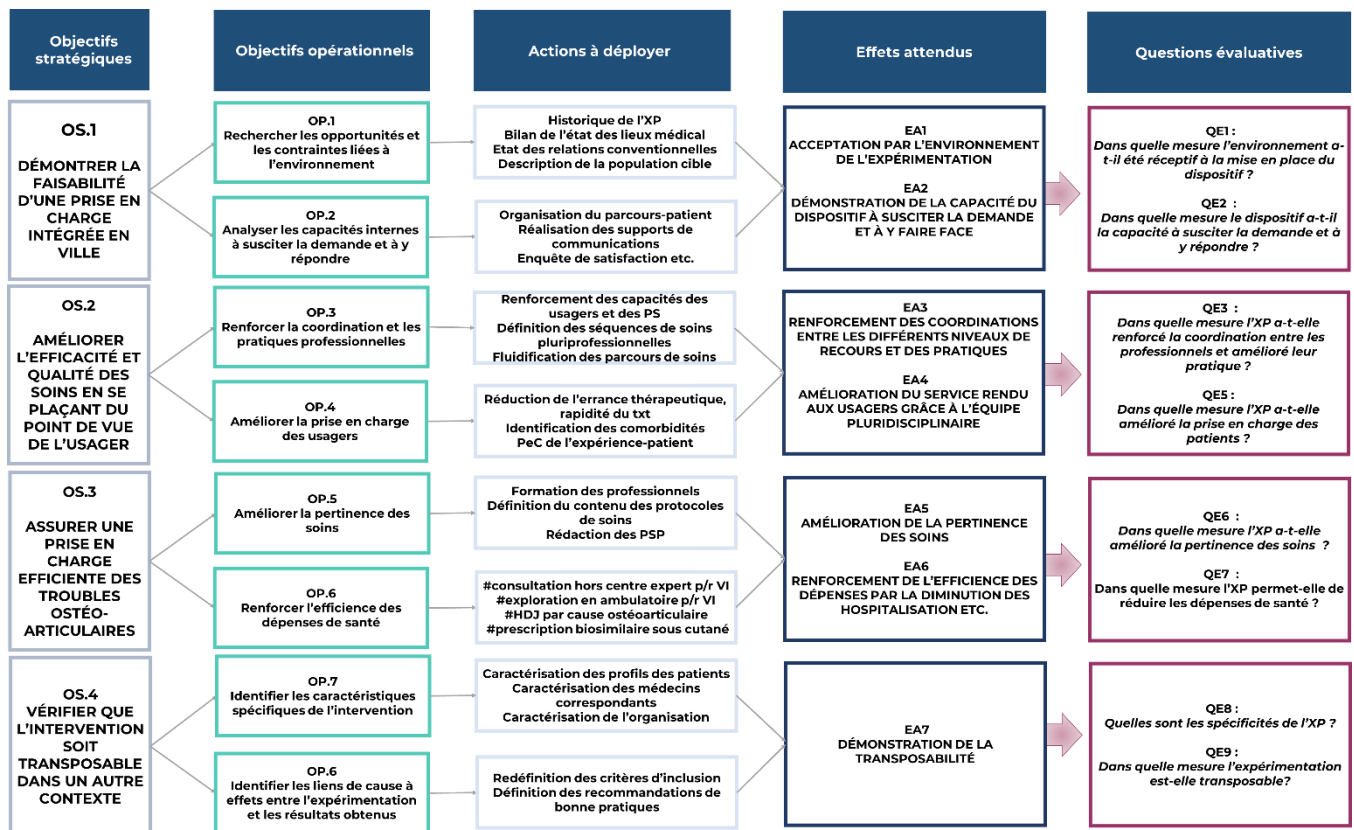 Objectifs
stratégiques
Objectifs opérationnels
Actions à déployer
Effets attendus
Questions évaluatives
OS.1
DÉMONTRER LA
FAISABILITÉ
D'UNE PRISE EN
CHARGE
INTÉGRÉE EN
VILLE
OP.1
Rechercher les opportunités et
les contraintes liées à
l'environnement
Historique de l'XP
Bilan de l'état des lieux médical
Etat des relations conventionnelles
Description de la population cible
OP.2
Analyser les capacités internes
à susciter la demande et à y
répondre
Organisation du parcours-patient
Réalisation des supports de
communications
Enquête de satisfaction etc.
EA1
ACCEPTATION PAR L'ENVIRONNEMENT
DE L'EXPÉRIMENTATION
EA2
DÉMONSTRATION DE LA CAPACITÉ DU
DISPOSITIF À SUSCITER LA DEMANDE
ET À Y FAIRE FACE
QE1 :
Dans quelle mesure l'environnement a-
t-il été réceptif à la mise en place du
dispositif ?
QE2 :
Dans quelle mesure le dispositif a-t-il
la capacité à susciter la demande et à
y répondre ?
OS.2
AMÉLIORER
L'EFFICACITÉ ET
QUALITÉ DES
SOINS EN SE
PLAÇANT DU
POINT DE VUE
DE L'USAGER
OP.3
Renforcer la coordination et les
pratiques professionnelles
Renforcement des capacités des
usagers et des PS
Définition des séquences de soins
pluriprofessionnelles
Fluidification des parcours de soins
OP.4
Améliorer la prise en charge
des usagers
Réduction de l'errance thérapeutique,
rapidité du txt
Identification des comorbidités
PeC de l'expérience-patient
EA3
RENFORCEMENT DES COORDINATIONS
ENTRE LES DIFFÉRENTS NIVEAUX DE
RECOURS ET DES PRATIQUES
EA4
AMÉLIORATION DU SERVICE RENDU
AUX USAGERS GRÂCE À L'ÉQUIPE
PLURIDISCIPLINAIRE
QE3 :
Dans quelle mesure l'XP a-t-elle
renforcé la coordination entre les
professionnels et amélioré leur
pratique ?
QE5 :
Dans quelle mesure l'XP a-t-elle
amélioré la prise en charge des
patients ?
OS.3
ASSURER UNE
PRISE EN
CHARGE
EFFICIENTE DES
TROUBLES
OSTÉO-
ARTICULAIRES
OP.5
Améliorer la pertinence des
soins
Formation des professionnels
Définition du contenu des protocoles
de soins
Rédaction des PSP
OP.6
Renforcer l'efficience des
dépenses de santé
#consultation hors centre expert p/r VI
#exploration en ambulatoire p/r VI
#HDJ par cause ostéoarticulaire
#prescription biosimilaire sous cutané
EA5
AMÉLIORATION DE LA PERTINENCE
DES SOINS
EA6
RENFORCEMENT DE L'EFFICIENCE DES
DÉPENSES PAR LA DIMINUTION DES
HOSPITALISATION ETC.
QE6 :
Dans quelle mesure l'XP a-t-elle
amélioré la pertinence des soins ?
QE7 :
Dans quelle mesure l'XP permet-elle de
réduire les dépenses de santé ?
OS.4
VÉRIFIER QUE
L'INTERVENTION
SOIT
TRANSPOSABLE
DANS UN AUTRE
CONTEXTE
OP.7
Identifier les caractéristiques
spécifiques de l'intervention
Caractérisation des profils des patients
Caractérisation des médecins
correspondants
Caractérisation de l'organisation
OP.6
Identifier les liens de cause à
effets entre l'expérimentation
et les résultats obtenus
Redéfinition des critères d'inclusion
Définition des recommandations de
bonne pratiques
EA7
DÉMONSTRATION DE LA
TRANSPOSABILITÉ
QE8 :
Quelles sont les spécificités de l'XP ?
QE9 :
Dans quelle mesure l'expérimentation
est-elle transposable?